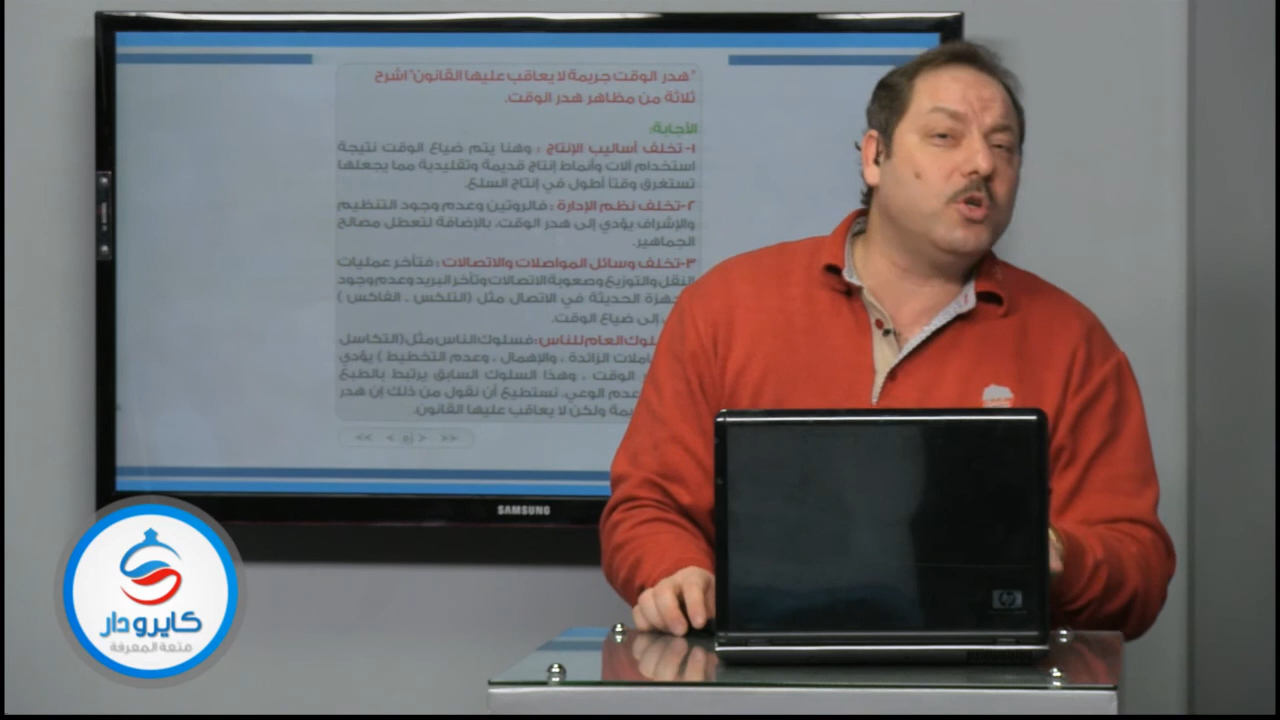 "هدر الوقت جريمة لا يعاقب عليها القانون" اشرح
ثلاثة من مظاهر هدر الوقت.
الأجابة:
١- تخلف أساليب الإنتاج : وهنا يتم ضياع الوقت نتيجة
استخدام آلات وأنماط إنتاج قديمة وتقليدية مما يجعلها
تستغرق وقتاً أطول في إنتاج السلع.
٢-تخلف نظم الإدارة : فالروتين وعدم وجود التنظيم
والإشراف يؤدي إلى هدر الوقت، بالإضافة لتعطل مصالح
الجماهير.
٣-تخلف وسائل المواصلات والاتصالات : فتأخر عمليات
النقل والتوزيع وصعوبة الاتصالات وتأخر البريد وعدم وجود
الحديثة في الاتصال مثل (التلكس ـ الفاكس )
إلى ضياع الوقت.
العام للناس : فسلوك الناس مثل (التكاسل
الزائدة ، والإهمال ، وعدم التخطيط ) يؤدي
الوقت ، وهذا السلوك السابق يرتبط بالطبع
عدم الوعي. نستطيع أن نقول من ذلك إن هدر
ولكن لا يعاقب عليها القانون.
<< < > >>
SAMSUNG
hp
كايرو دار
متعة المعرفة